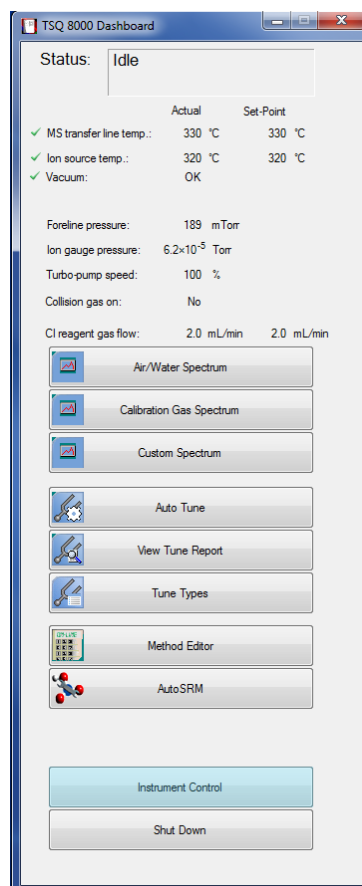 TSQ 8000 Dashboard
Status: Idle
Actual Set-Point
MS transfer line temp.: 330 °C 330 °C
Ion source temp.: 320 °C 320 °C
Vacuum: OK
Foreline pressure: 189 mTorr
Ion gauge pressure: 6.2×10⁻⁵ Torr
Turbo-pump speed: 100 %
Collision gas on: No
CI reagent gas flow: 2.0 mL/min 2.0 mL/min
Air/Water Spectrum
Calibration Gas Spectrum
Custom Spectrum
Auto Tune
View Tune Report
Tune Types
Method Editor
AutoSRM
Instrument Control
Shut Down